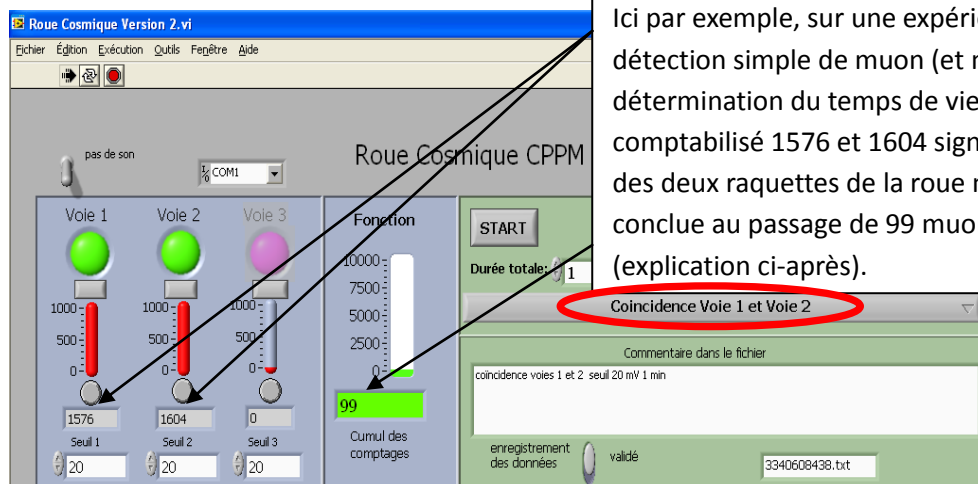 Roue Cosmique Version 2.vi
Fichier Édition Exécution Outils Fenêtre Aide
Ici par exemple, sur une
détection simple de muon (et
détermination du temps de
comptabilisé 1576 et 1604
des deux raquettes de la roue
conclue au passage de 99
(explication ci-après).
pas de son
COM1
Roue Cosmique CPPM
Voie 1
Voie 2
Voie 3
1000
500
0
1000
500
0
1000
500
0
1576
1604
0
Seuil 1
Seuil 2
Seuil 3
20
20
20
Fonction
10000
7500
5000
2500
0
99
Cumul des
comptages
START
Durée totale: 1
Coincidence Voie 1 et Voie 2
Commentaire dans le fichier
coïncidence voies 1 et 2 seuil 20 mV 1 min
enregistrement
des données
validé
3340608438.txt